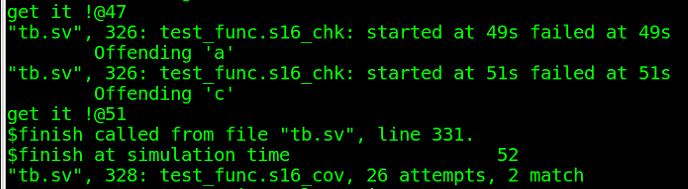 get it !@47
"tb.sv", 326: test_func.s16_chk: started at 49s failed at 49s
Offending 'a'
"tb.sv", 326: test_func.s16_chk: started at 51s failed at 51s
Offending 'c'
get it !@51
$finish called from file "tb.sv", line 331.
$finish at simulation time 52
"tb.sv", 328: test_func.s16_cov, 26 attempts, 2 match